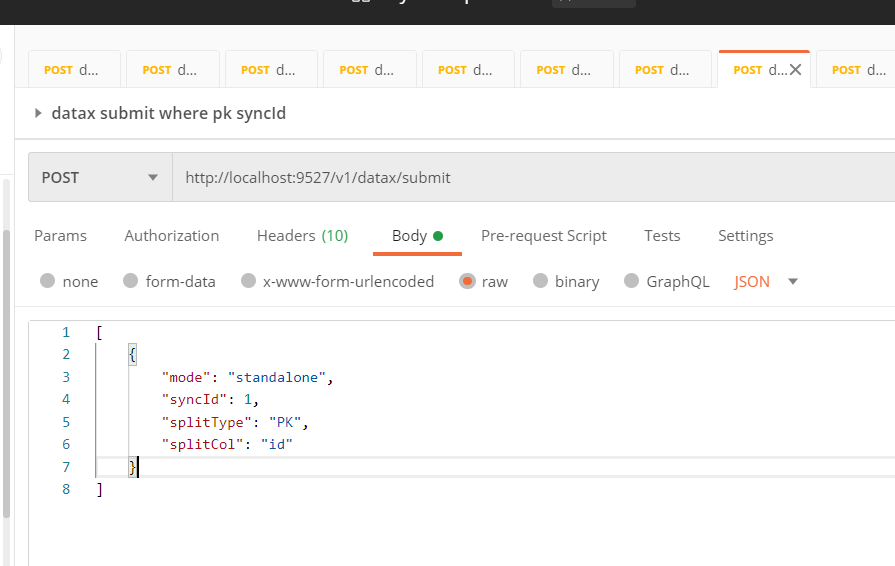 POST d... POST d... POST d... POST d... POST d... POST d... POST d... POST d... POST d...
datax submit where pk syncId
POST http://localhost:9527/v1/datax/submit
Params Authorization Headers (10) Body Pre-request Script Tests Settings
none form-data x-www-form-urlencoded raw binary GraphQL JSON
1 [
2 {
3 "mode": "standalone",
4 "syncId": 1,
5 "splitType": "PK",
6 "splitCol": "id"
7 }
8 ]